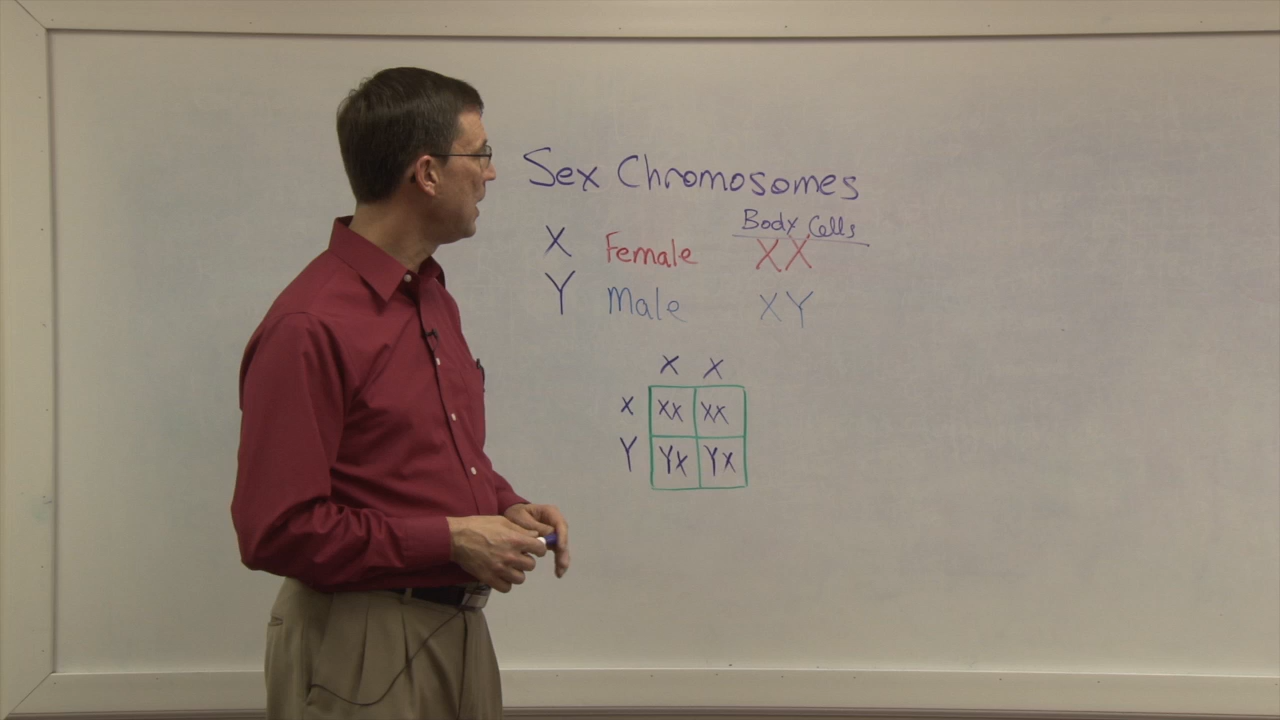 Sex Chromosomes
Body Cells
X Female XX
Y Male XY
X X
X XX XX
Y YX YX